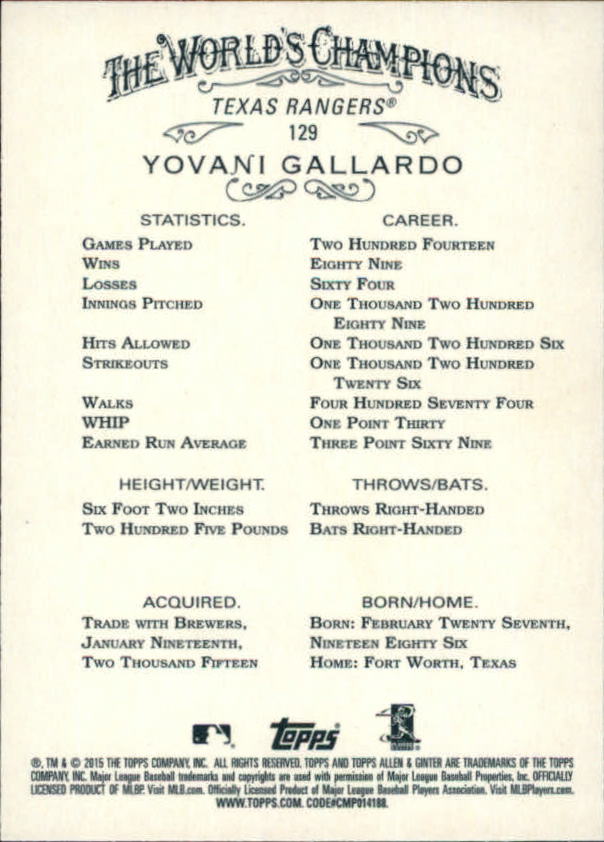 THE WORLD'S CHAMPIONS
TEXAS RANGERS®
129
YOVANI GALLARDO
STATISTICS. CAREER.
GAMES PLAYED TWO HUNDRED FOURTEEN
WINS EIGHTY NINE
LOSSES SIXTY FOUR
INNINGS PITCHED ONE THOUSAND TWO HUNDRED
EIGHTY NINE
HITS ALLOWED ONE THOUSAND TWO HUNDRED SIX
STRIKEOUTS ONE THOUSAND TWO HUNDRED
TWENTY SIX
WALKS FOUR HUNDRED SEVENTY FOUR
WHIP ONE POINT THIRTY
EARNED RUN AVERAGE THREE POINT SIXTY NINE
HEIGHT/WEIGHT. THROWS/BATS.
SIX FOOT TWO INCHES THROWS RIGHT-HANDED
TWO HUNDRED FIVE POUNDS BATS RIGHT-HANDED
ACQUIRED. BORN/HOME.
TRADE WITH BREWERS, BORN: FEBRUARY TWENTY SEVENTH,
JANUARY NINETEENTH, NINETEEN EIGHTY SIX
TWO THOUSAND FIFTEEN HOME: FORT WORTH, TEXAS
topps
®, TM & © 2015 THE TOPPS COMPANY, INC. ALL RIGHTS RESERVED. TOPPS AND TOPPS ALLEN & GINTER ARE TRADEMARKS OF THE TOPPS
COMPANY, INC. Major League Baseball trademarks and copyrights are used with permission of Major League Baseball Properties, Inc. OFFICIALLY
LICENSED PRODUCT OF MLBP. Visit MLB.com. Officially Licensed Product of Major League Baseball Players Association. Visit MLBPlayers.com.
WWW.TOPPS.COM. CODE#CMP014188.